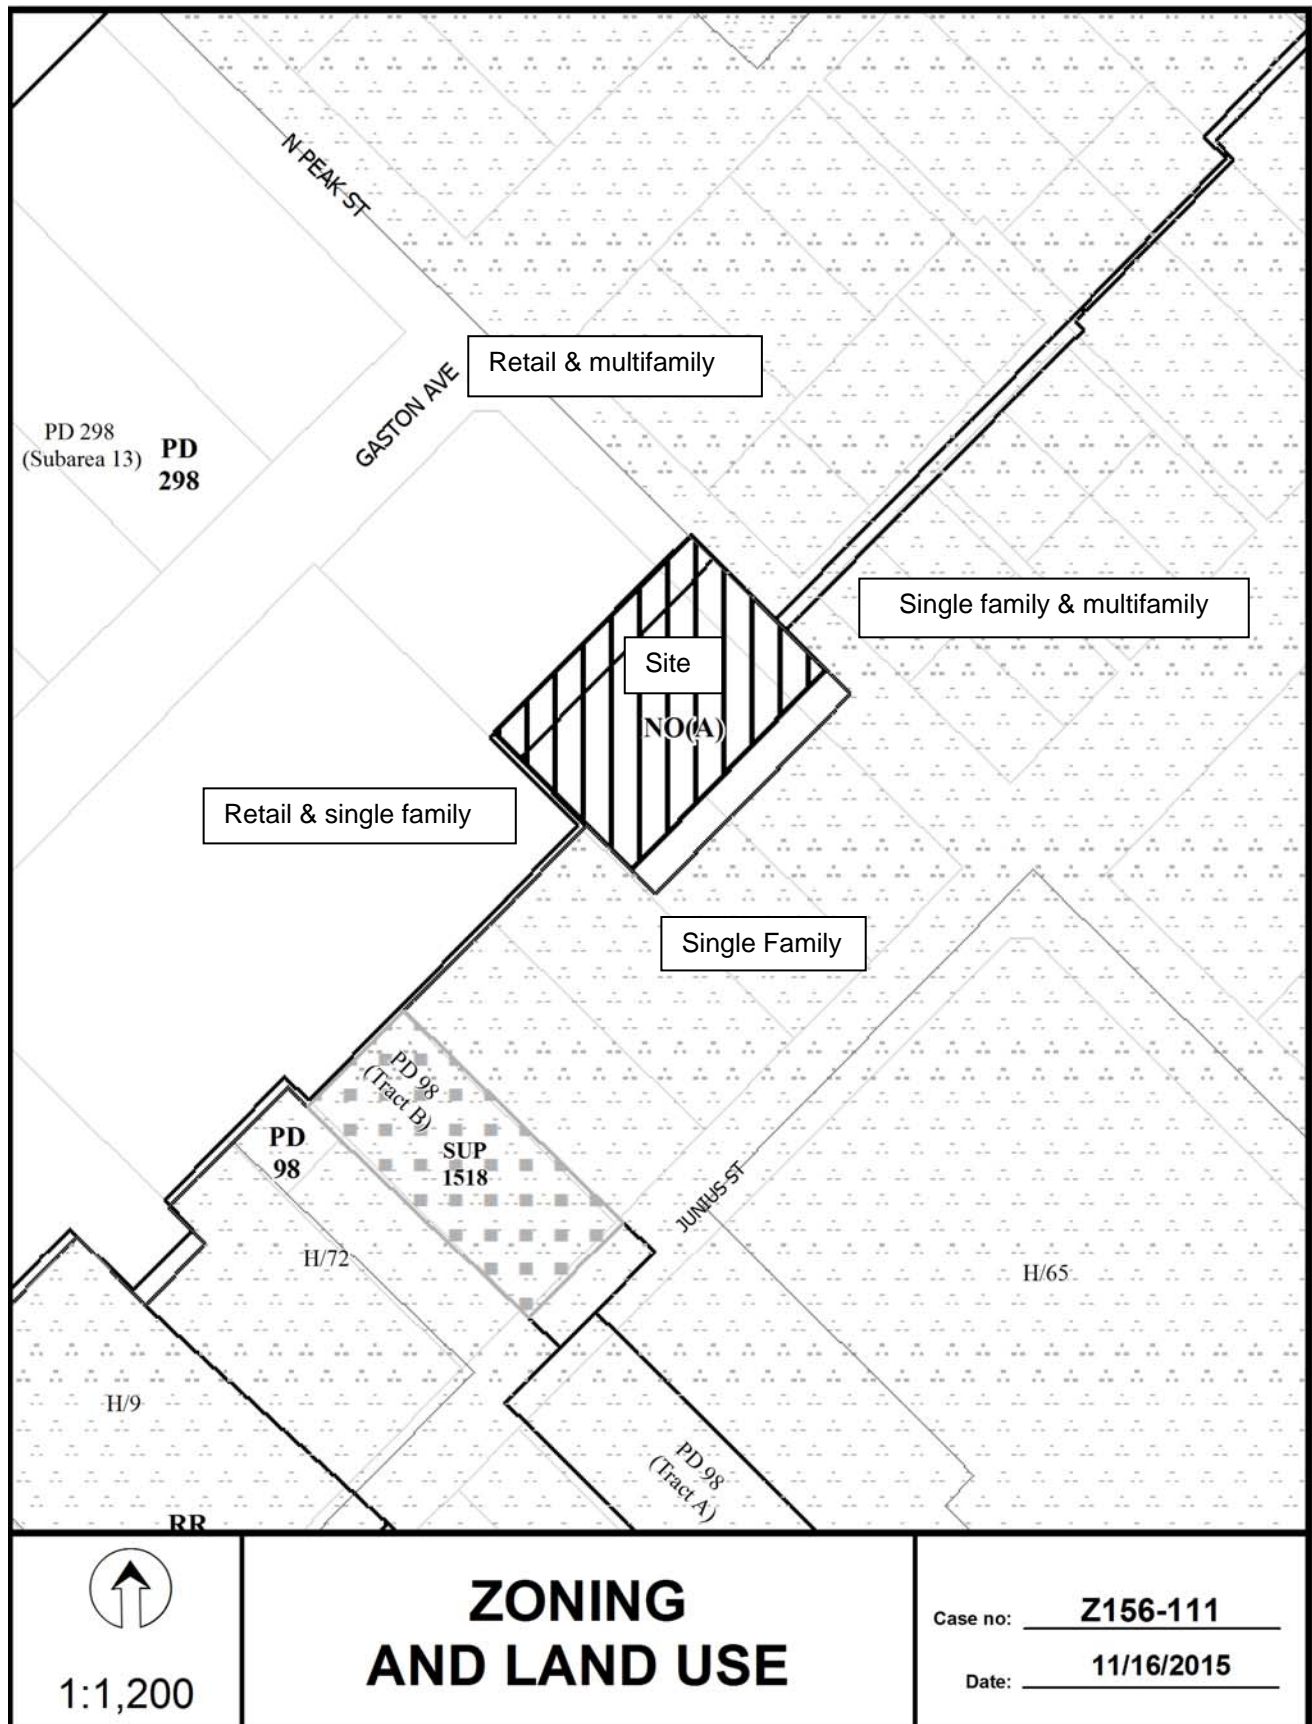 N PEAK ST
Retail & multifamily
GASTON AVE
PD 298
(Subarea 13)
PD
298
Single family & multifamily
Site
NO(A)
Retail & single family
Single Family
PD 98
(Tract B)
PD
98
SUP
1518
JUNIUS ST
H/72
H/65
H/9
PD 98
(Tract A)
RR
1:1,200
ZONING
AND LAND USE
Case no: Z156-111
Date: 11/16/2015